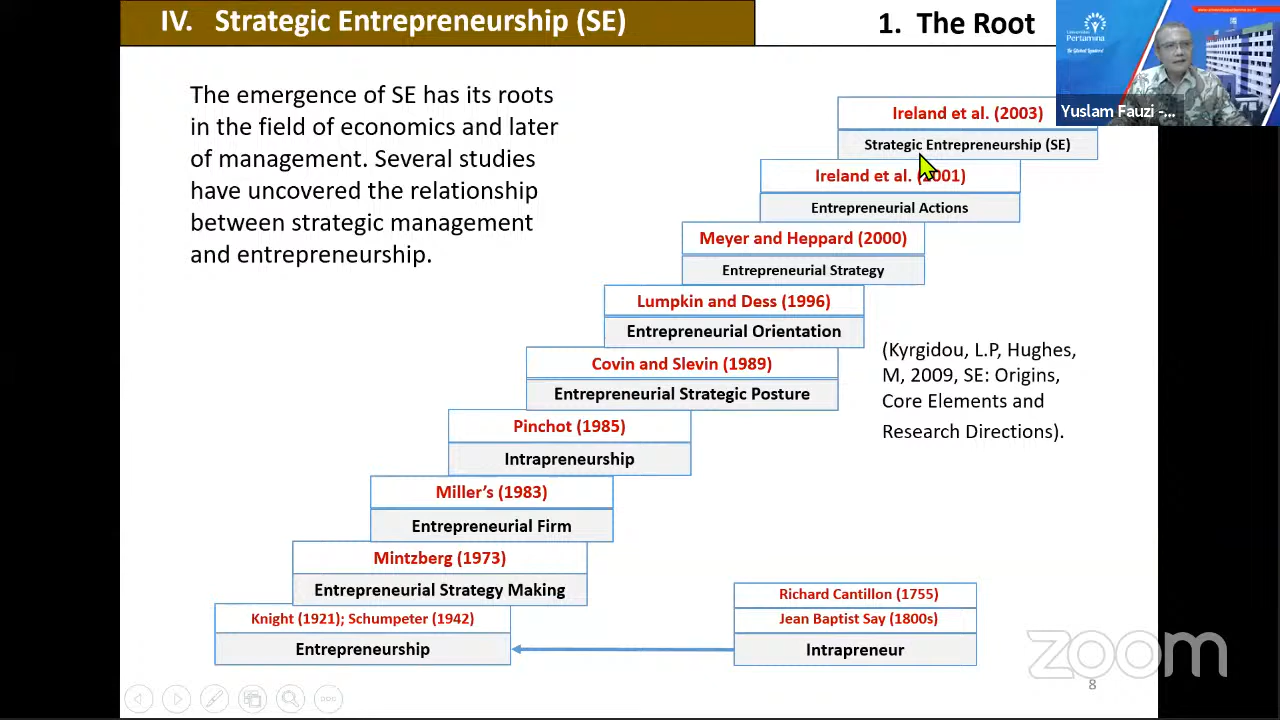 IV. Strategic Entrepreneurship (SE)
1. The Root
Universitas
Pertamina
Yuslam Fauzi -...
The emergence of SE has its roots
in the field of economics and later
of management. Several studies
have uncovered the relationship
between strategic management
and entrepreneurship.
Ireland et al. (2003)
Strategic Entrepreneurship (SE)
Ireland et al. (2001)
Entrepreneurial Actions
Meyer and Heppard (2000)
Entrepreneurial Strategy
Lumpkin and Dess (1996)
Entrepreneurial Orientation
Covin and Slevin (1989)
Entrepreneurial Strategic Posture
Pinchot (1985)
Intrapreneurship
Miller’s (1983)
Entrepreneurial Firm
Mintzberg (1973)
Entrepreneurial Strategy Making
Knight (1921); Schumpeter (1942)
Entrepreneurship
(Kyrgidou, L.P, Hughes,
M, 2009, SE: Origins,
Core Elements and
Research Directions).
Richard Cantillon (1755)
Jean Baptist Say (1800s)
Intrapreneur
zoom
8